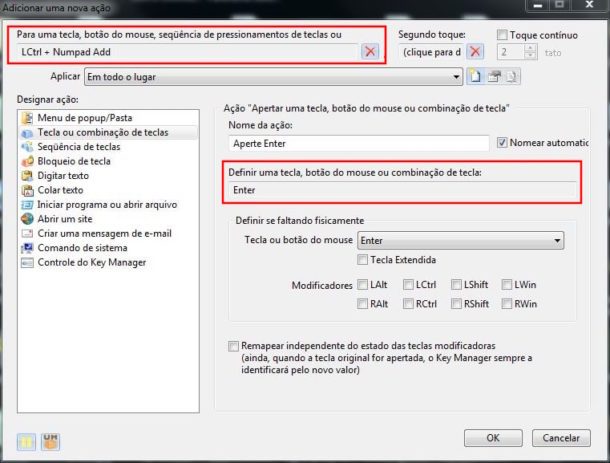 Adicionar uma nova ação
Para uma tecla, botão do mouse, seqüência de pressionamentos de teclas ou
Segundo toque:
Toque contínuo
LCtrl + Numpad Add
(clique para d
2
tato
Aplicar
Em todo o lugar
Designar ação:
Menu de popup/Pasta
Tecla ou combinação de teclas
Seqüência de teclas
Bloqueio de tecla
Digitar texto
Colar texto
Iniciar programa ou abrir arquivo
Abrir um site
Criar uma mensagem de e-mail
Comando de sistema
Controle do Key Manager
Ação "Apertar uma tecla, botão do mouse ou combinação de tecla"
Nome da ação:
Aperte Enter
Nomear automatic
Definir uma tecla, botão do mouse ou combinação de tecla:
Enter
Definir se faltando fisicamente
Tecla ou botão do mouse
Enter
Tecla Extendida
Modificadores
LAlt
LCtrl
LShift
LWin
RAlt
RCtrl
RShift
RWin
Remapear independente do estado das teclas modificadoras
(ainda, quando a tecla original for apertada, o Key Manager sempre a
identificará pelo novo valor)
UM
OK
Cancelar